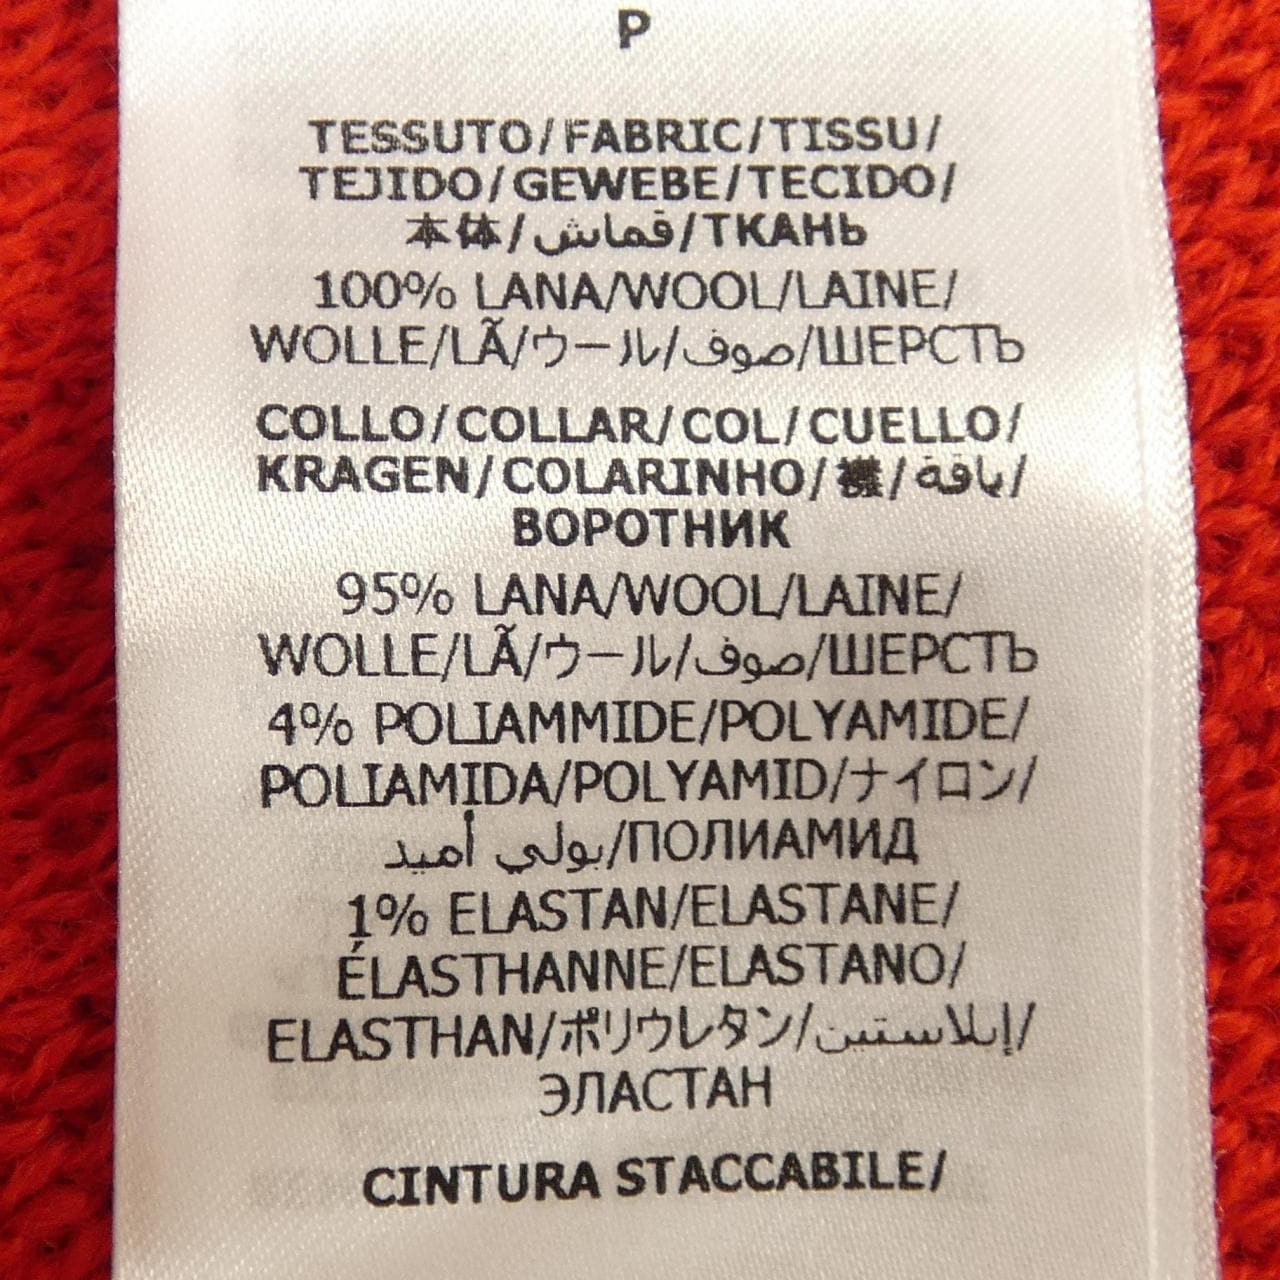 P
TESSUTO/FABRIC/TISSU/
TEJIDO/GEWEBE/TECIDO/
本体/قماش/ТКАНЬ
100% LANA/WOOL/LAINE/
WOLLE/LÃ/ウール/صوف/ШЕРСТЬ
COLLO/COLLAR/COL/CUELLO/
KRAGEN/COLARINHO/襟/ياقة/
ВОРОТНИК
95% LANA/WOOL/LAINE/
WOLLE/LÃ/ウール/صوف/ШЕРСТЬ
4% POLIAMMIDE/POLYAMIDE/
POLIAMIDA/POLYAMID/ナイロン/
بولي أميد/ПОЛИАМИД
1% ELASTAN/ELASTANE/
ÉLASTHANNE/ELASTANO/
ELASTHAN/ポリウレタン/إيلاستين/
ЭЛАСТАН
CINTURA STACCABILE/